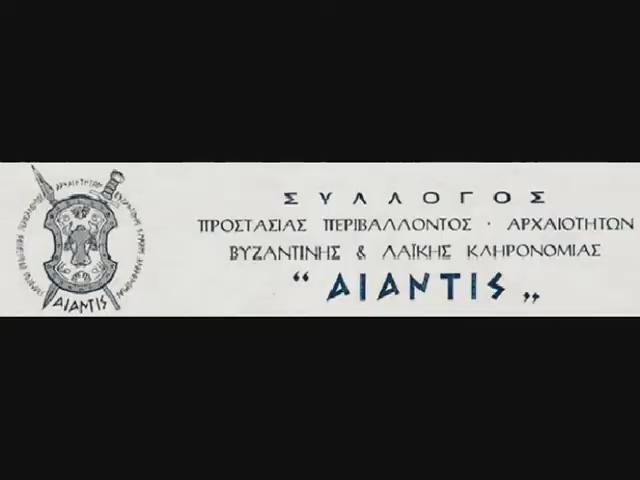 ΣΥΛΛΟΓΟΣ
ΠΡΟΣΤΑΣΙΑΣ ΠΕΡΙΒΑΛΛΟΝΤΟΣ · ΑΡΧΑΙΟΤΗΤΩΝ
ΒΥΖΑΝΤΙΝΗΣ & ΛΑΪΚΗΣ ΚΛΗΡΟΝΟΜΙΑΣ
“ ΑΙΑΝΤΙΣ „
ΑΙΑΝΤΙΣ